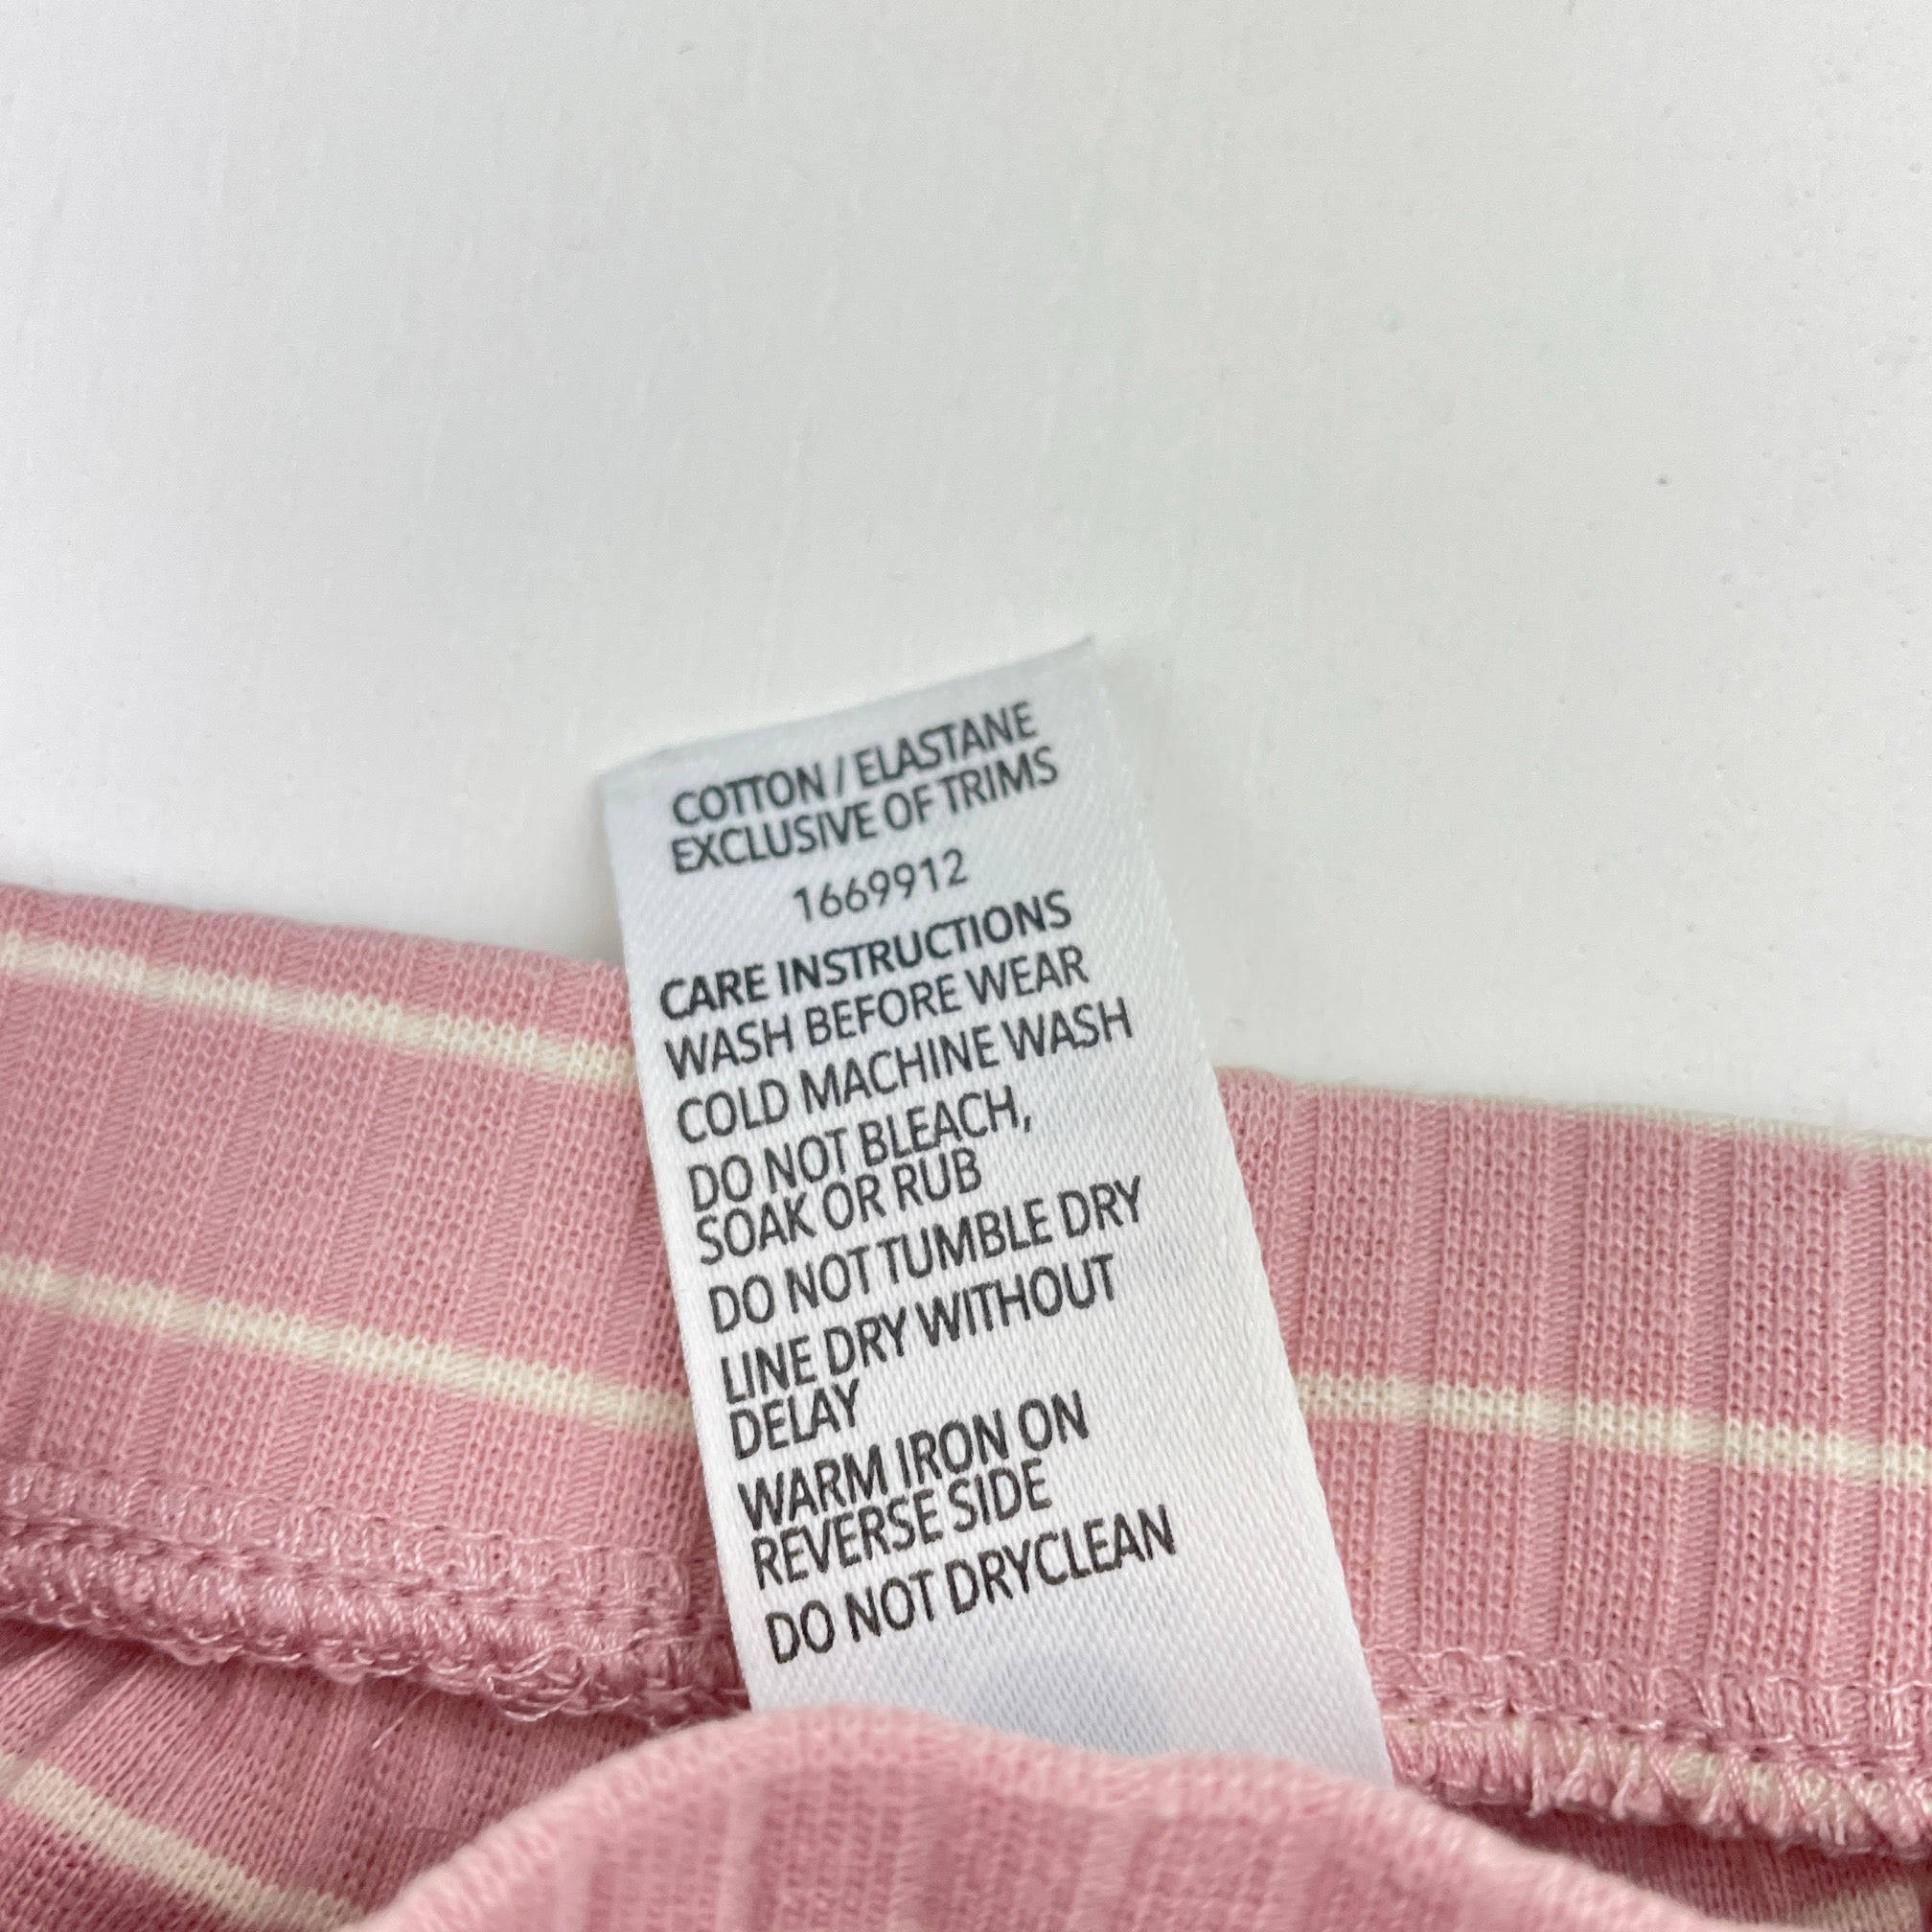 COTTON / ELASTANE
EXCLUSIVE OF TRIMS
1669912
CARE INSTRUCTIONS
WASH BEFORE WEAR
COLD MACHINE WASH
DO NOT BLEACH,
SOAK OR RUB
DO NOT TUMBLE DRY
LINE DRY WITHOUT
DELAY
WARM IRON ON
REVERSE SIDE
DO NOT DRYCLEAN